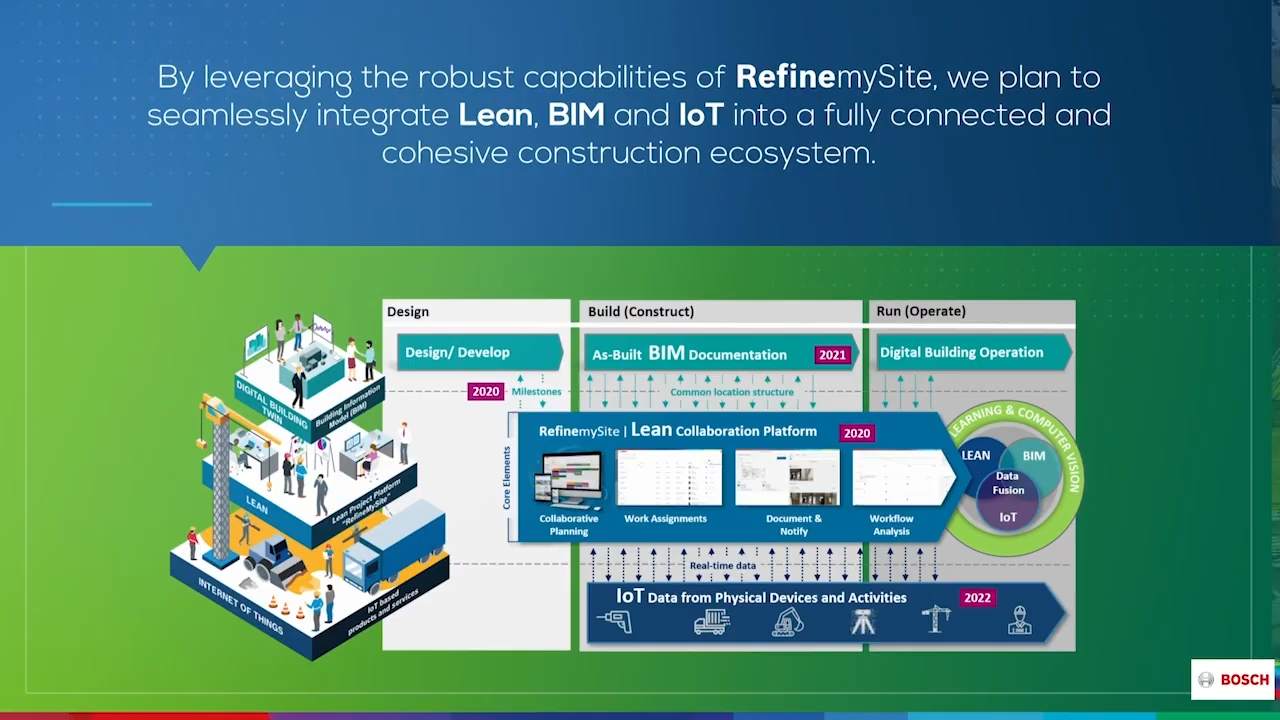 By leveraging the robust capabilities of RefinemySite, we plan to
seamlessly integrate Lean, BIM and IoT into a fully connected and
cohesive construction ecosystem.
Design
Build (Construct)
Run (Operate)
Design/ Develop
As-Built BIM Documentation
2021
Digital Building Operation
2020
Milestones
Common location structure
DIGITAL BUILDING
TWIN
Building Information
Model (BIM)
RefinemySite | Lean Collaboration Platform
2020
LEARNING & COMPUTER VISION
Core Elements
LEAN
BIM
Data
Fusion
IoT
LEAN
Lean Project Platform
"RefineMySite"
Collaborative
Planning
Work Assignments
Document &
Notify
Workflow
Analysis
Real-time data
INTERNET OF THINGS
IoT based
products and services
IoT Data from Physical Devices and Activities
2022
BOSCH